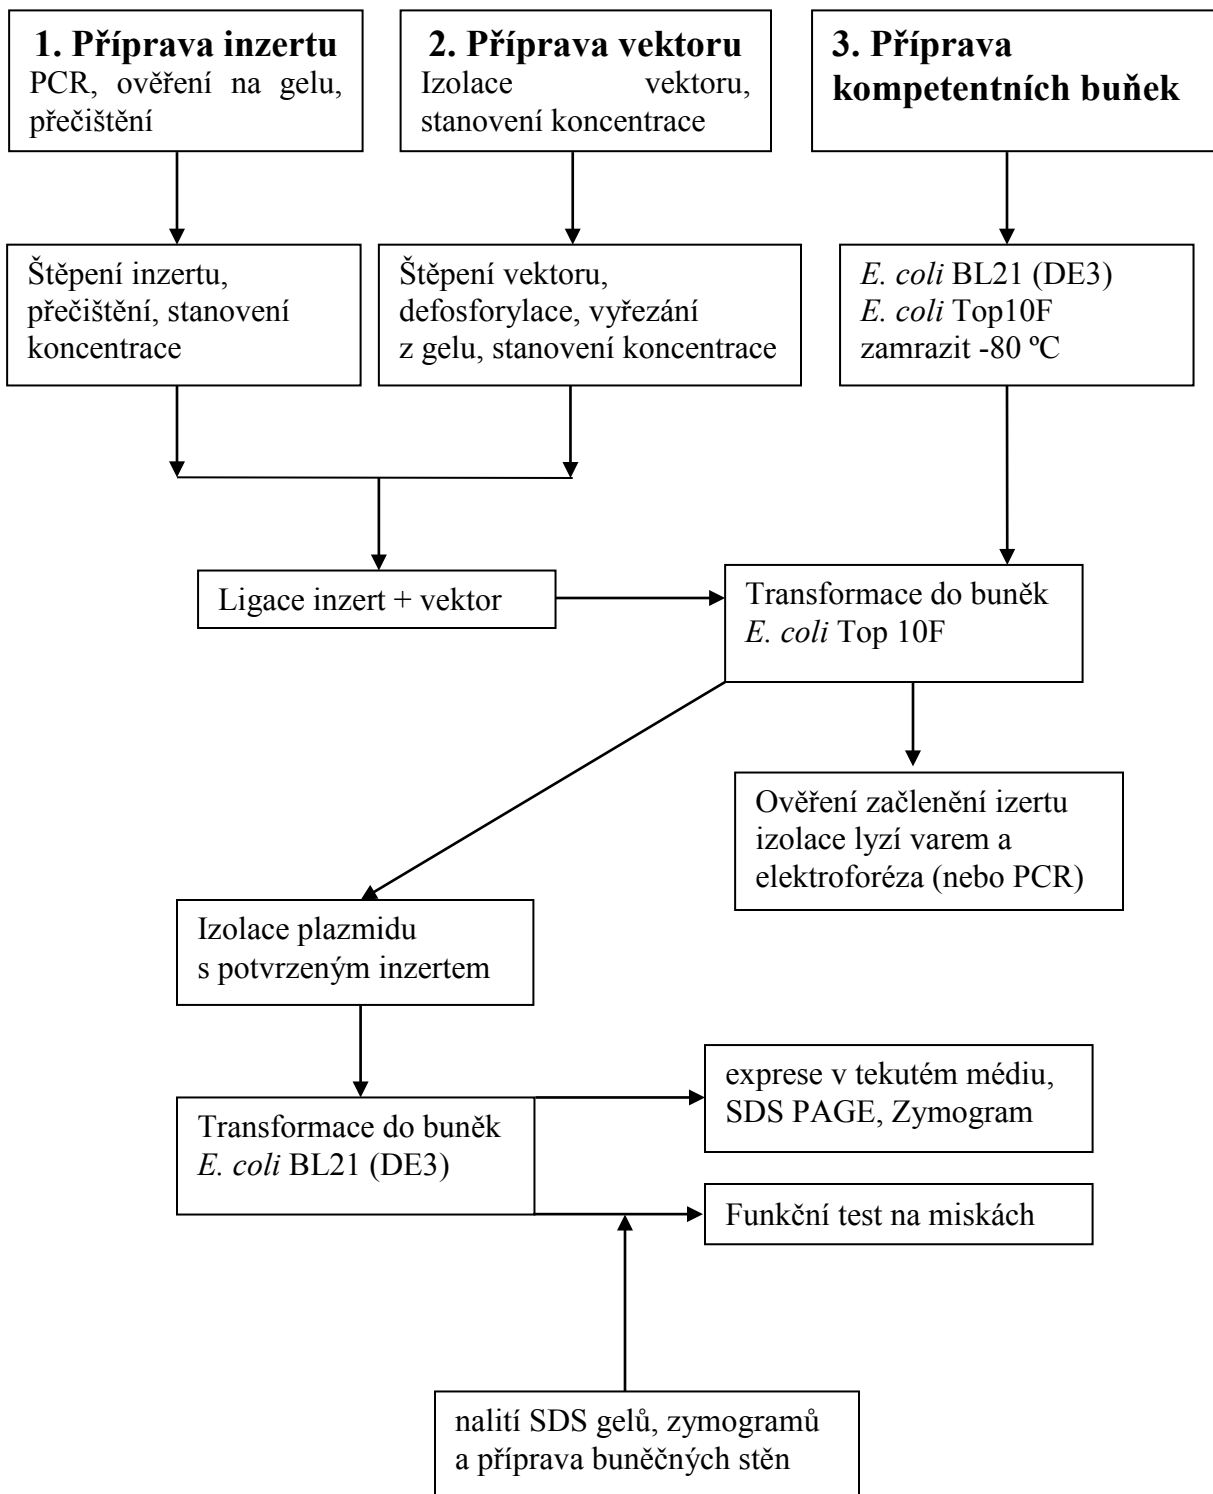 1. Příprava inzertu
PCR, ověření na gelu,
přečištění
2. Příprava vektoru
Izolace vektoru,
stanovení koncentrace
3. Příprava
kompetentních buňek
Štěpení inzertu,
přečištění, stanovení
koncentrace
Štěpení vektoru,
defosforylace, vyřezání
z gelu, stanovení koncentrace
E. coli BL21 (DE3)
E. coli Top10F
zamrazit -80 ºC
Ligace inzert + vektor
Transformace do buněk
E. coli Top 10F
Ověření začlenění izertu
izolace lyzí varem a
elektroforéza (nebo PCR)
Izolace plazmidu
s potvrzeným inzertem
Transformace do buněk
E. coli BL21 (DE3)
exprese v tekutém médiu,
SDS PAGE, Zymogram
Funkční test na miskách
nalití SDS gelů, zymogramů
a příprava buněčných stěn